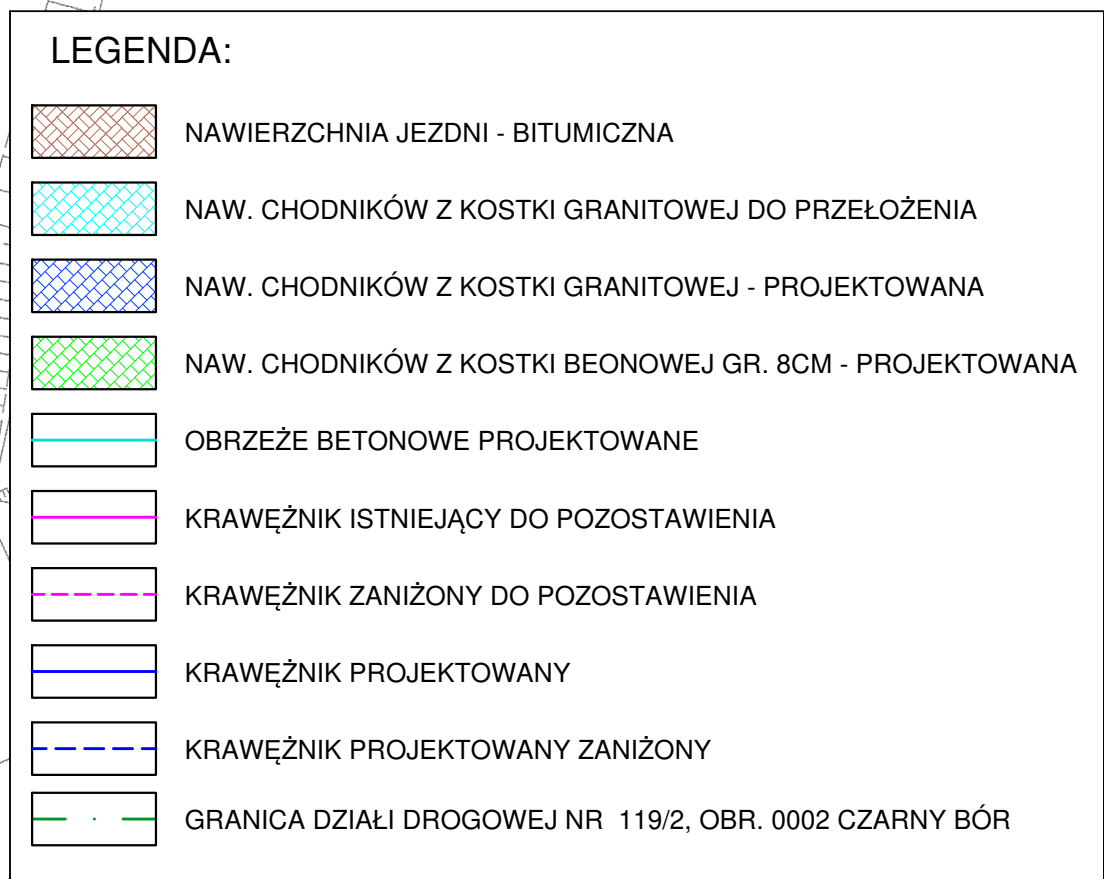 LEGENDA:
NAWIERZCHNIA JEZDNI - BITUMICZNA
NAW. CHODNIKÓW Z KOSTKI GRANITOWEJ DO PRZEŁOŻENIA
NAW. CHODNIKÓW Z KOSTKI GRANITOWEJ - PROJEKTOWANA
NAW. CHODNIKÓW Z KOSTKI BEONOWEJ GR. 8CM - PROJEKTOWANA
OBRZEŻE BETONOWE PROJEKTOWANE
KRAWĘŻNIK ISTNIEJĄCY DO POZOSTAWIENIA
KRAWĘŻNIK ZANIŻONY DO POZOSTAWIENIA
KRAWĘŻNIK PROJEKTOWANY
KRAWĘŻNIK PROJEKTOWANY ZANIŻONY
GRANICA DZIAŁI DROGOWEJ NR 119/2, OBR. 0002 CZARNY BÓR